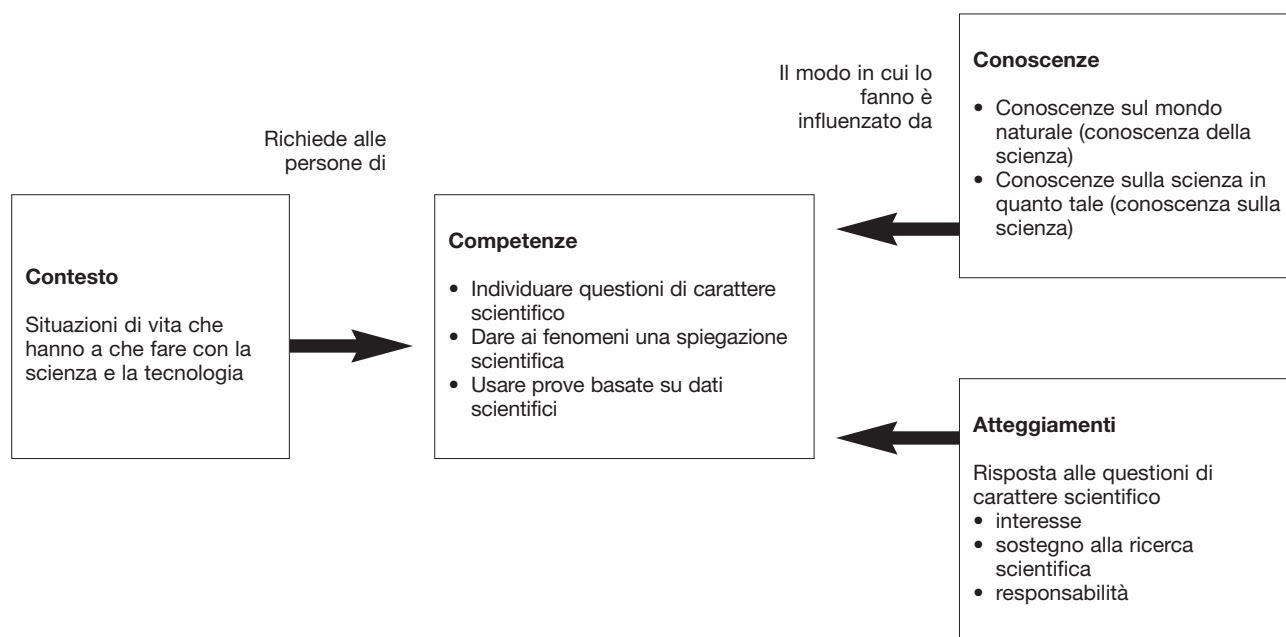 Contesto
Situazioni di vita che
hanno a che fare con la
scienza e la tecnologia
Richiede alle
persone di
Competenze
• Individuare questioni di carattere
scientifico
• Dare ai fenomeni una spiegazione
scientifica
• Usare prove basate su dati
scientifici
Il modo in cui lo
fanno è
influenzato da
Conoscenze
• Conoscenze sul mondo
naturale (conoscenza della
scienza)
• Conoscenze sulla scienza in
quanto tale (conoscenza sulla
scienza)
Atteggiamenti
Risposta alle questioni di
carattere scientifico
• interesse
• sostegno alla ricerca
scientifica
• responsabilità